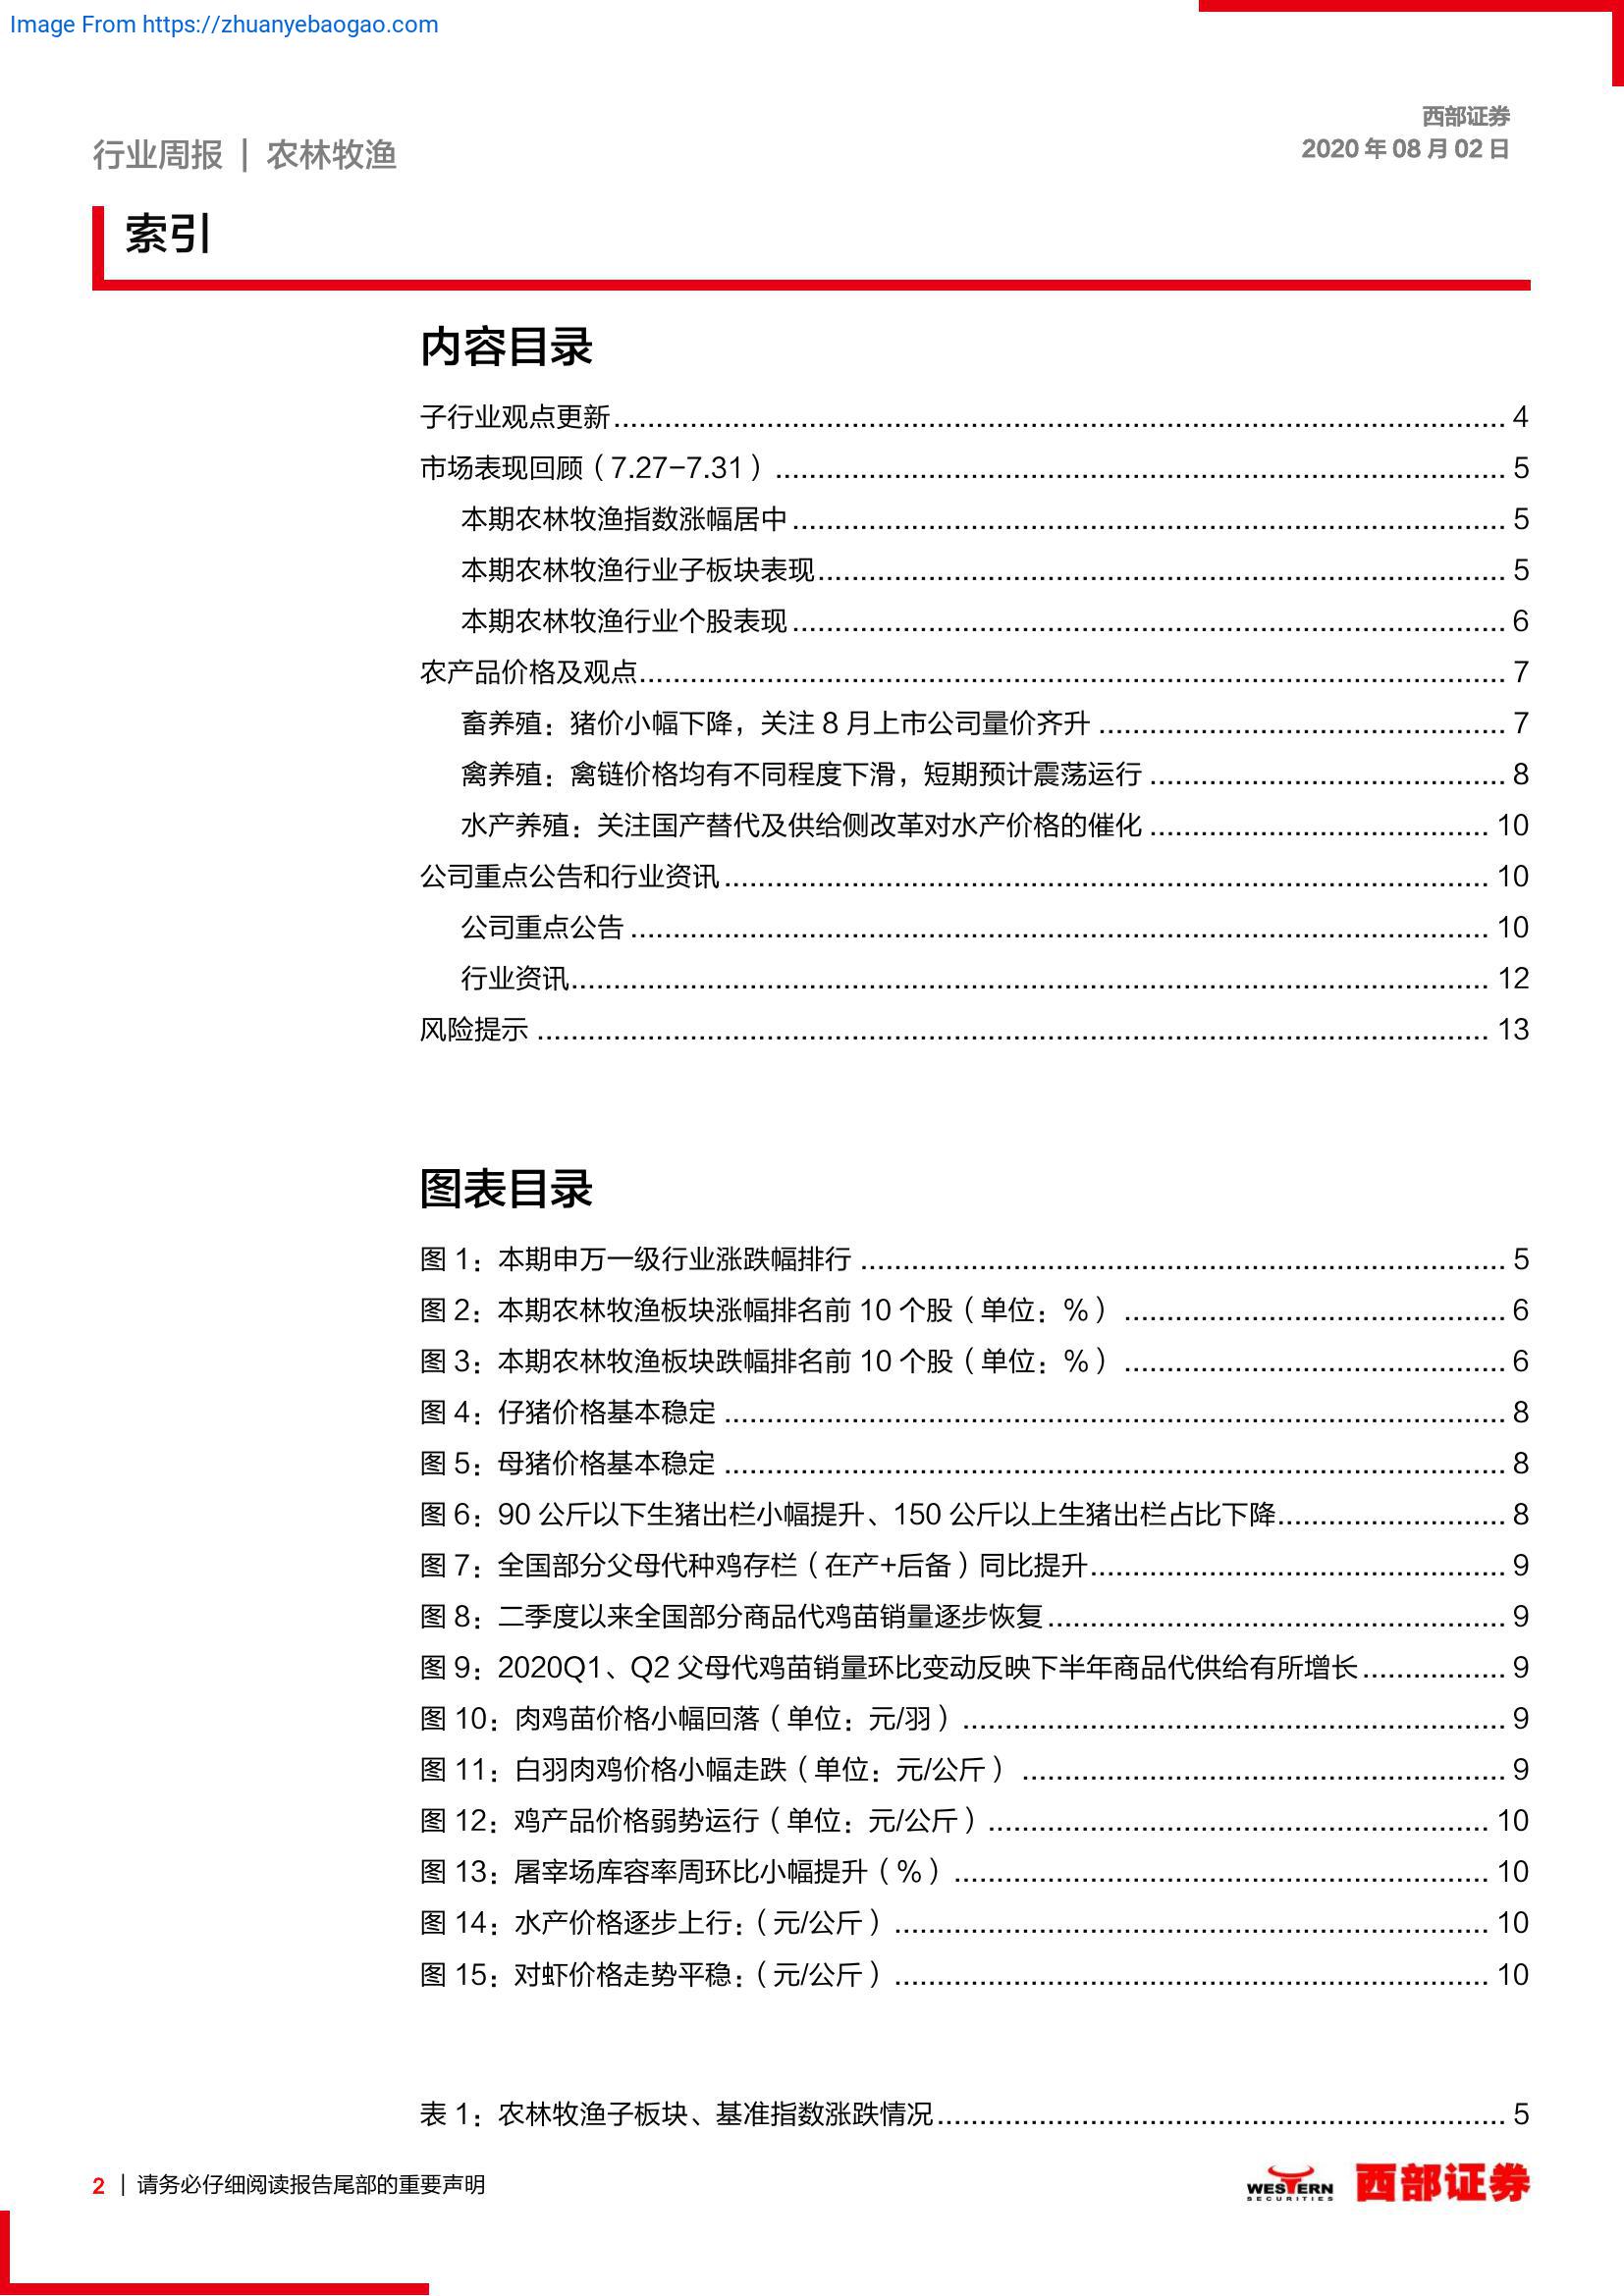 Image From https://zhuanyebaogao.com
西部证券
行业周报 | 农林牧渔
2020 年 08 月 02 日
索引
内容目录
子行业观点更新 4
市场表现回顾（7.27-7.31） 5
本期农林牧渔指数涨幅居中 5
本期农林牧渔行业子板块表现 5
本期农林牧渔行业个股表现 6
农产品价格及观点 7
畜养殖：猪价小幅下降，关注 8 月上市公司量价齐升 7
禽养殖：禽链价格均有不同程度下滑，短期预计震荡运行 8
水产养殖：关注国产替代及供给侧改革对水产价格的催化 10
公司重点公告和行业资讯 10
公司重点公告 10
行业资讯 12
风险提示 13
图表目录
图 1：本期申万一级行业涨跌幅排行 5
图 2：本期农林牧渔板块涨幅排名前 10 个股（单位：%） 6
图 3：本期农林牧渔板块跌幅排名前 10 个股（单位：%） 6
图 4：仔猪价格基本稳定 8
图 5：母猪价格基本稳定 8
图 6：90 公斤以下生猪出栏小幅提升、150 公斤以上生猪出栏占比下降 8
图 7：全国部分父母代种鸡存栏（在产+后备）同比提升 9
图 8：二季度以来全国部分商品代鸡苗销量逐步恢复 9
图 9：2020Q1、Q2 父母代鸡苗销量环比变动反映下半年商品代供给有所增长 9
图 10：肉鸡苗价格小幅回落（单位：元/羽） 9
图 11：白羽肉鸡价格小幅走跌（单位：元/公斤） 9
图 12：鸡产品价格弱势运行（单位：元/公斤） 10
图 13：屠宰场库容率周环比小幅提升（%） 10
图 14：水产价格逐步上行：（元/公斤） 10
图 15：对虾价格走势平稳：（元/公斤） 10
表 1：农林牧渔子板块、基准指数涨跌情况 5
2 | 请务必仔细阅读报告尾部的重要声明
WESTERN
SECURITIES
西部证券